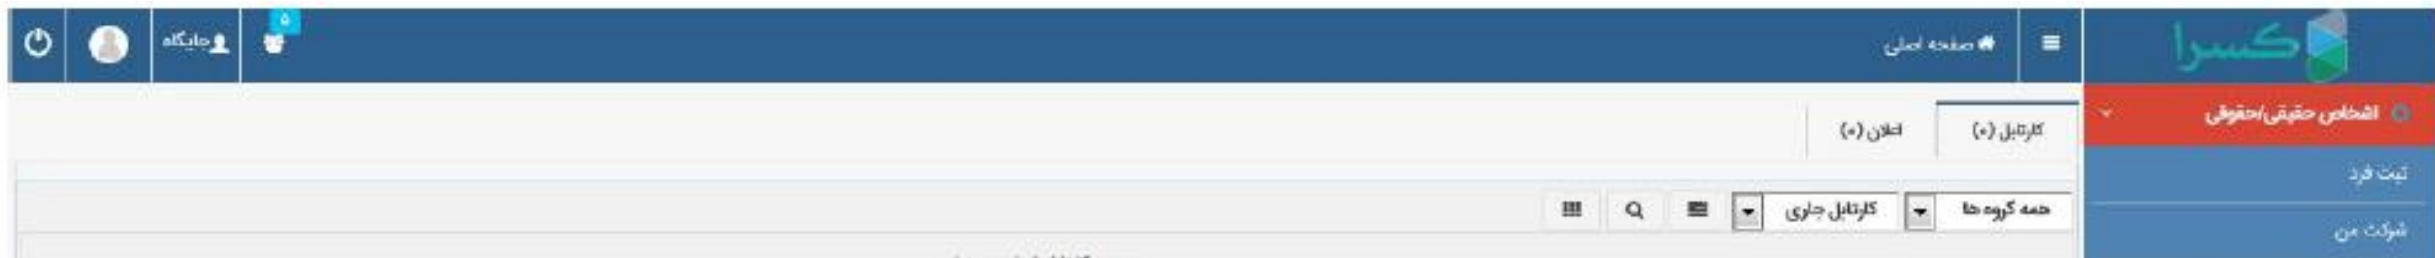 کسرا
صفحه اصلی
۵
جایگاه
اشخاص حقیقی/حقوقی
ثبت فرد
شرکت من
کارتابل (۰)
اعلان (۰)
همه گروه ها
کارتابل جاری